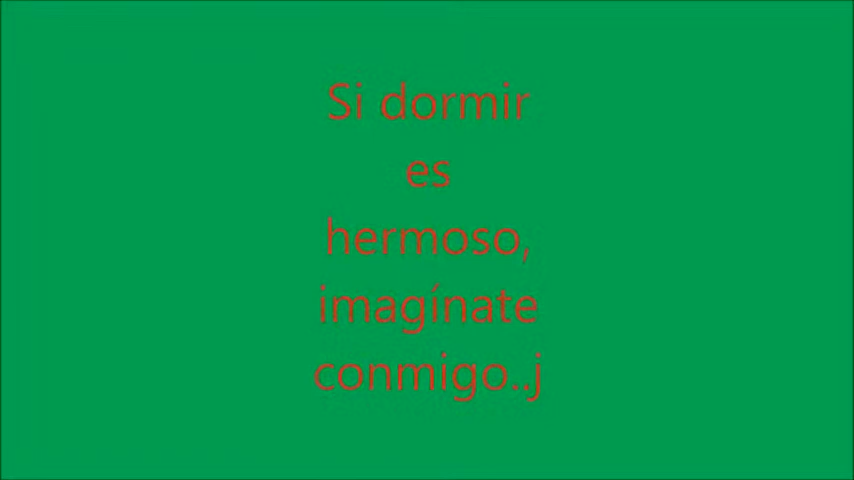 Si dormir
es
hermoso,
imagínate
conmigo..j